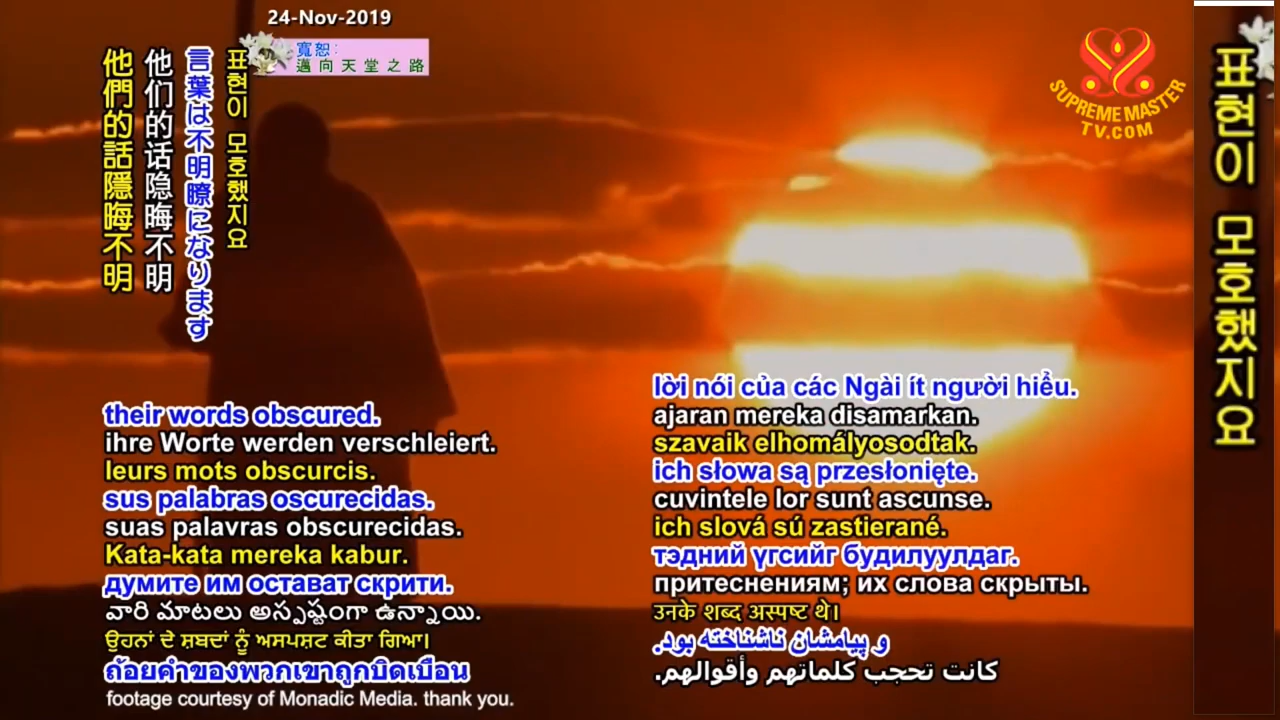 24-Nov-2019
寬恕：
邁向天堂之路
SUPREME MASTER
TV.COM
표현이 모호했지요
言葉は不明瞭になります
他们的话隐晦不明
他們的話隱晦不明
표현이 모호했지요
their words obscured.
ihre Worte werden verschleiert.
leurs mots obscurcis.
sus palabras oscurecidas.
suas palavras obscurecidas.
Kata-kata mereka kabur.
думите им остават скрити.
వారి మాటలు అస్పష్టంగా ఉన్నాయి.
ਉਹਨਾਂ ਦੇ ਸ਼ਬਦਾਂ ਨੂੰ ਅਸਪਸ਼ਟ ਕੀਤਾ ਗਿਆ।
ถ้อยคำของพวกเขาถูกบิดเบือน
footage courtesy of Monadic Media. thank you.
lời nói của các Ngài ít người hiểu.
ajaran mereka disamarkan.
szavaik elhomályosodtak.
ich słowa są przesłonięte.
cuvintele lor sunt ascunse.
ich slová sú zastierané.
тэдний үгсийг будилуулдаг.
притеснениям; их слова скрыты.
उनके शब्द अस्पष्ट थे।
و پیامشان ناشناخته بود.
كانت تحجب كلماتهم وأقوالهم.